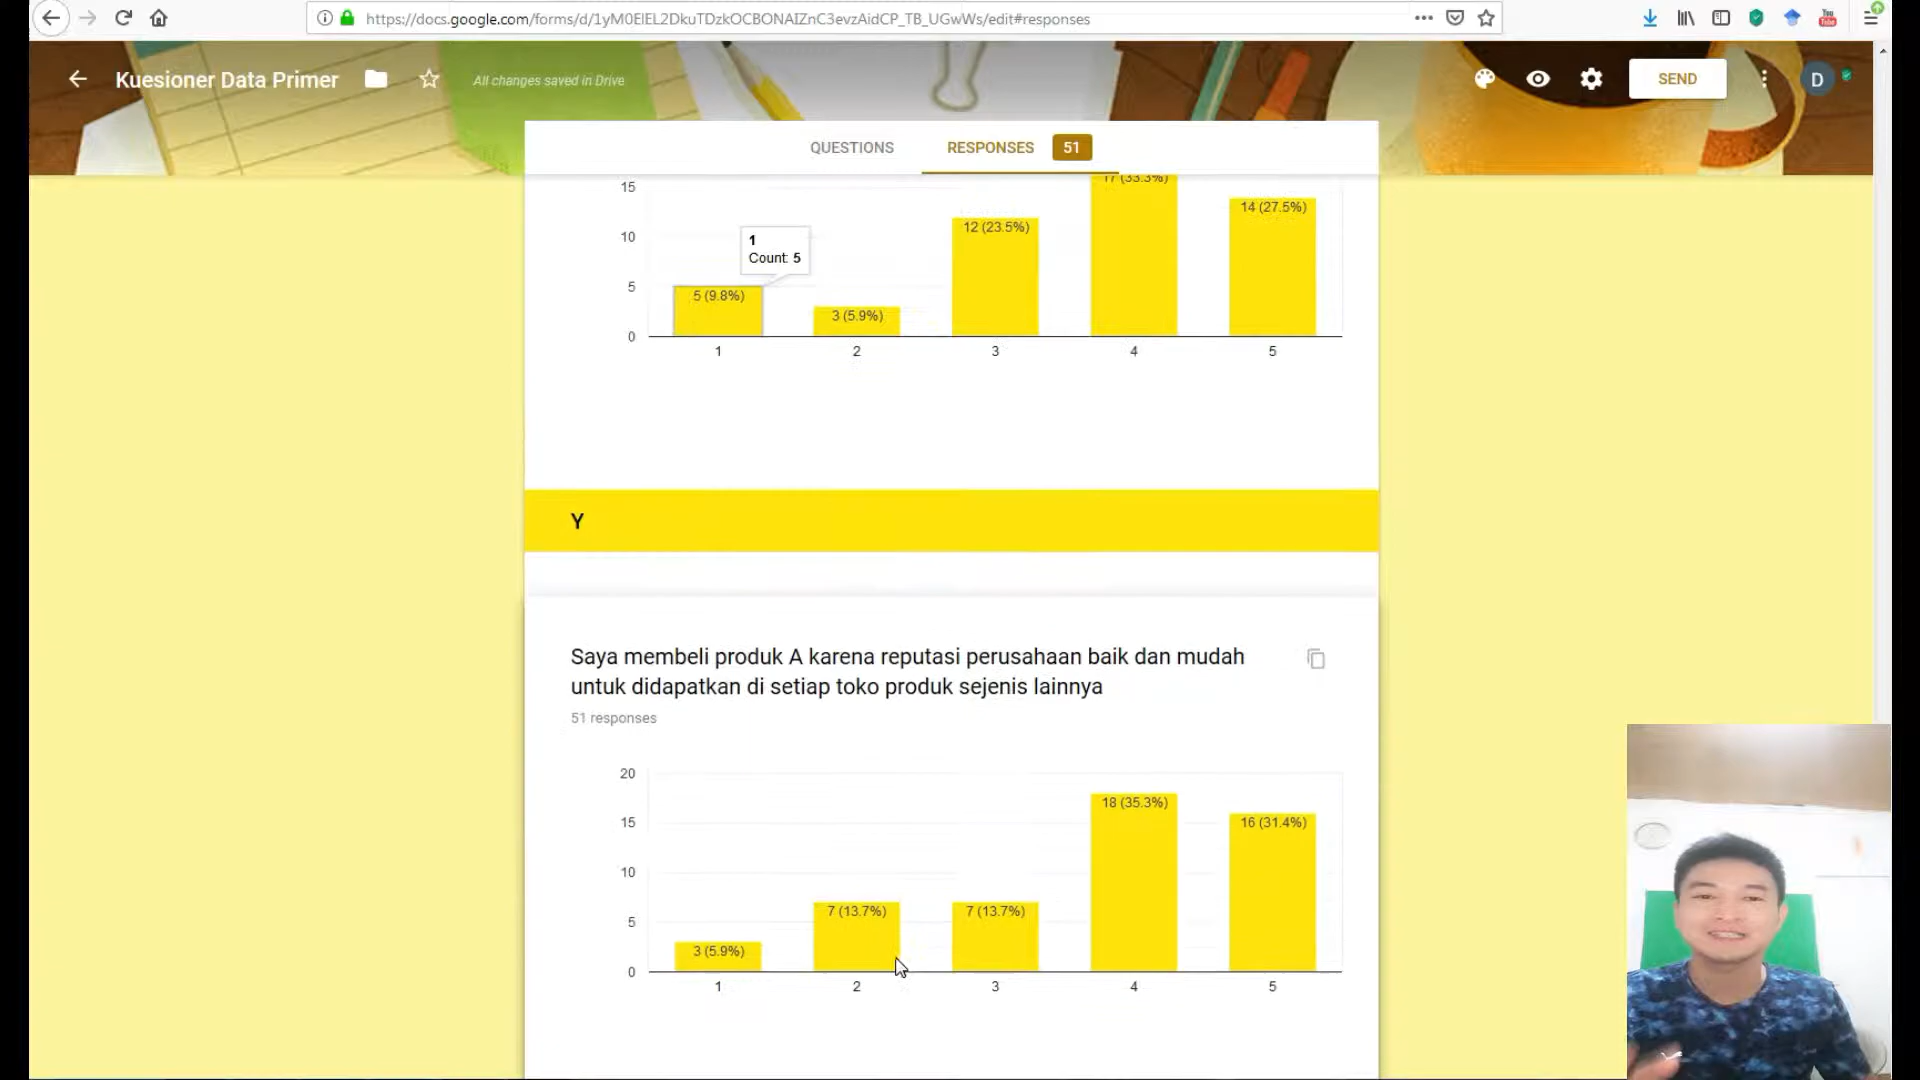 https://docs.google.com/forms/d/1yM0ElEL2DkuTDzkOCBONAIZnC3evzAidCP_TB_UGwWs/edit#responses
Kuesioner Data Primer
All changes saved in Drive
SEND
D
QUESTIONS
RESPONSES
51
15
10
5
0
1
Count: 5
5 (9.8%)
3 (5.9%)
12 (23.5%)
17 (33.3%)
14 (27.5%)
1 2 3 4 5
Y
Saya membeli produk A karena reputasi perusahaan baik dan mudah
untuk didapatkan di setiap toko produk sejenis lainnya
51 responses
20
15
10
5
0
3 (5.9%)
7 (13.7%)
7 (13.7%)
18 (35.3%)
16 (31.4%)
1 2 3 4 5